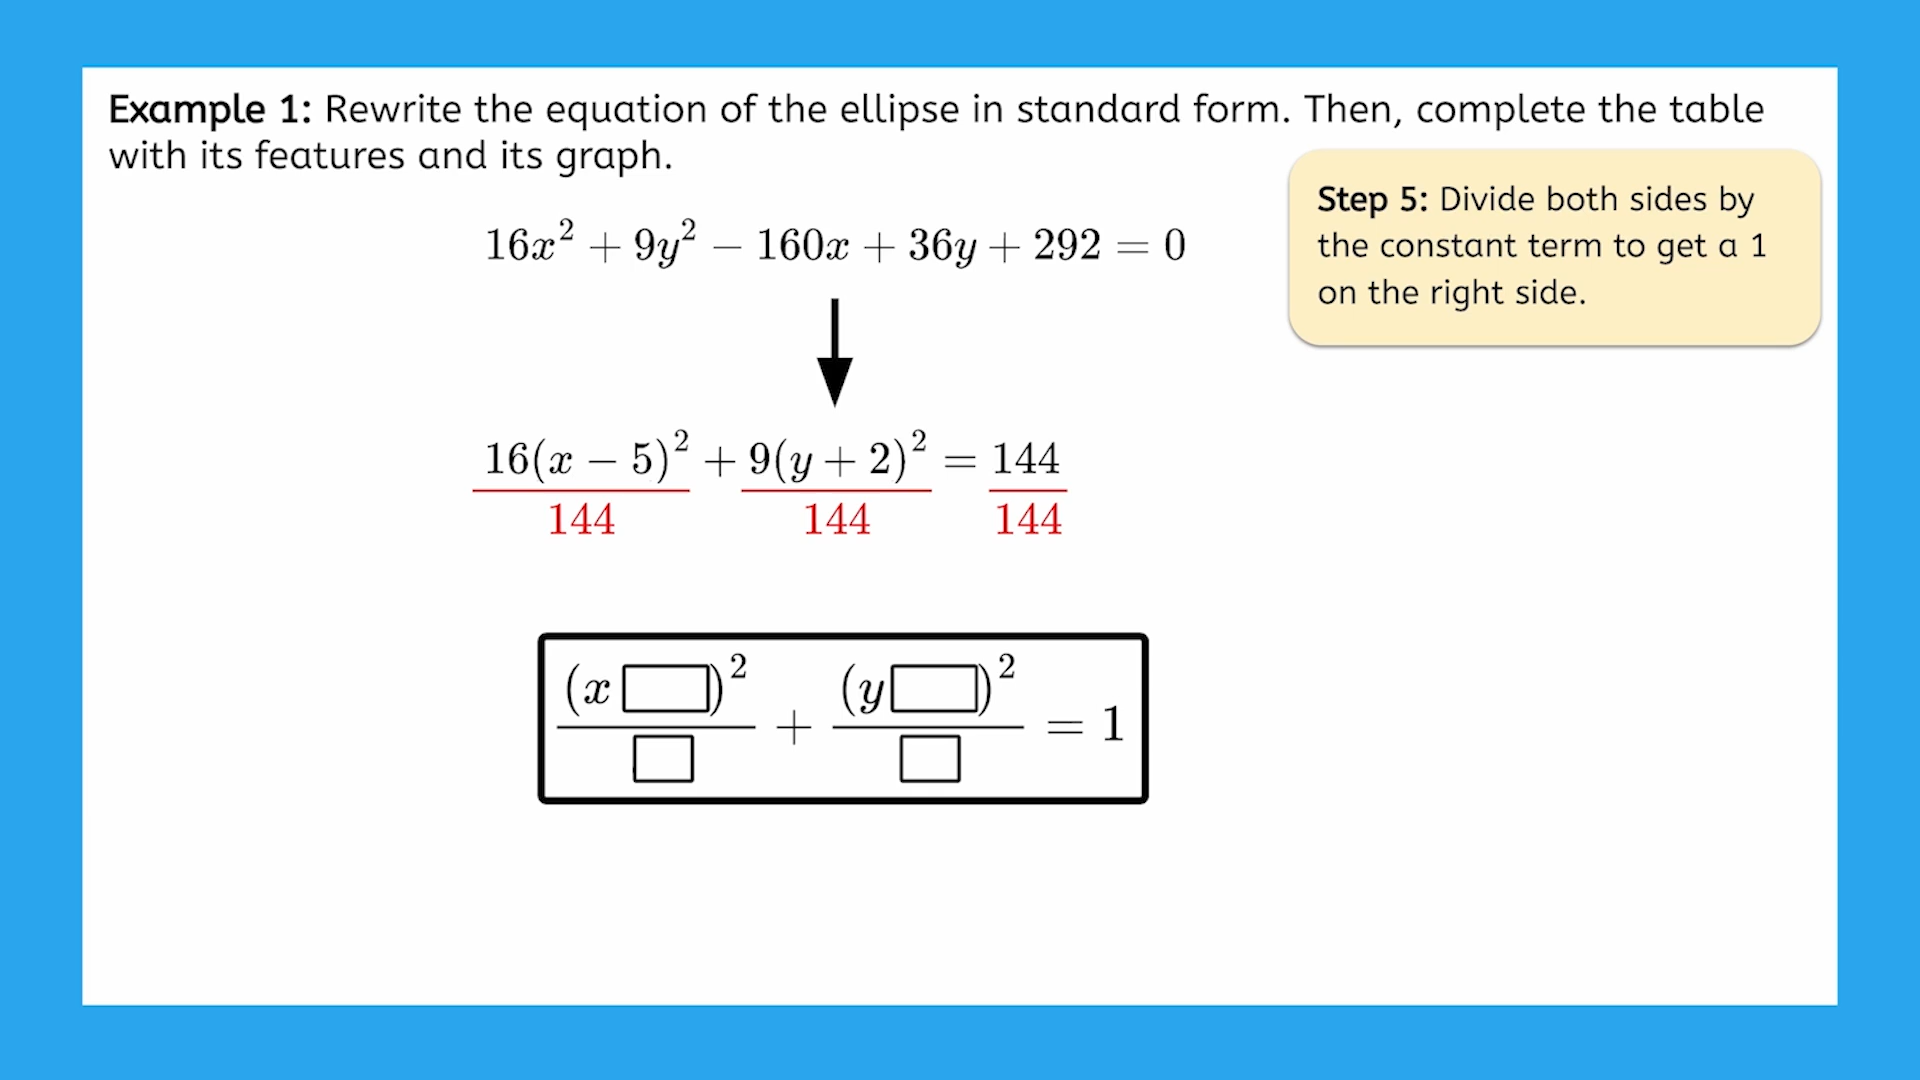 Example 1: Rewrite the equation of the ellipse in standard form. Then, complete the table
with its features and its graph.
Step 5: Divide both sides by
the constant term to get a 1
on the right side.
16x² + 9y² − 160x + 36y + 292 = 0
16(x − 5)² + 9(y + 2)² = 144
144 144 144
(x □)² (y □)²
+ = 1
□ □